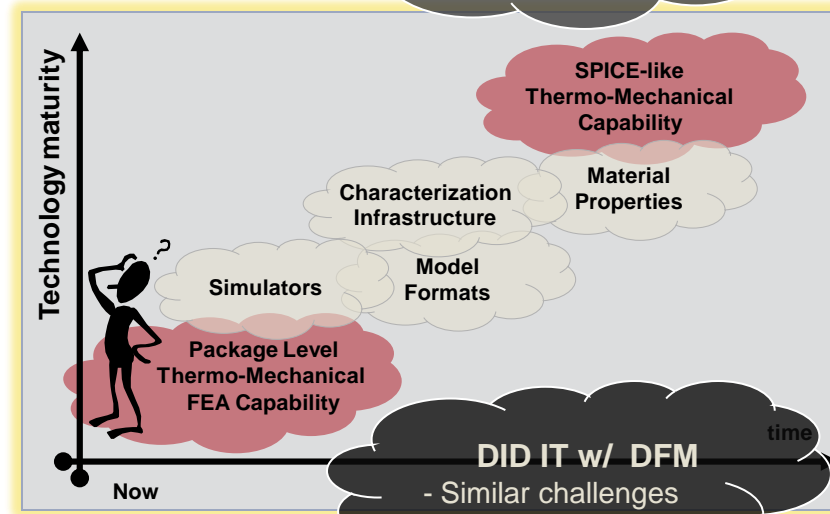 SPICE-like
Thermo-Mechanical
Capability
Technology maturity
Material
Properties
Characterization
Infrastructure
Model
Formats
Simulators
?
Package Level
Thermo-Mechanical
FEA Capability
time
DID IT w/ DFM
- Similar challenges
Now